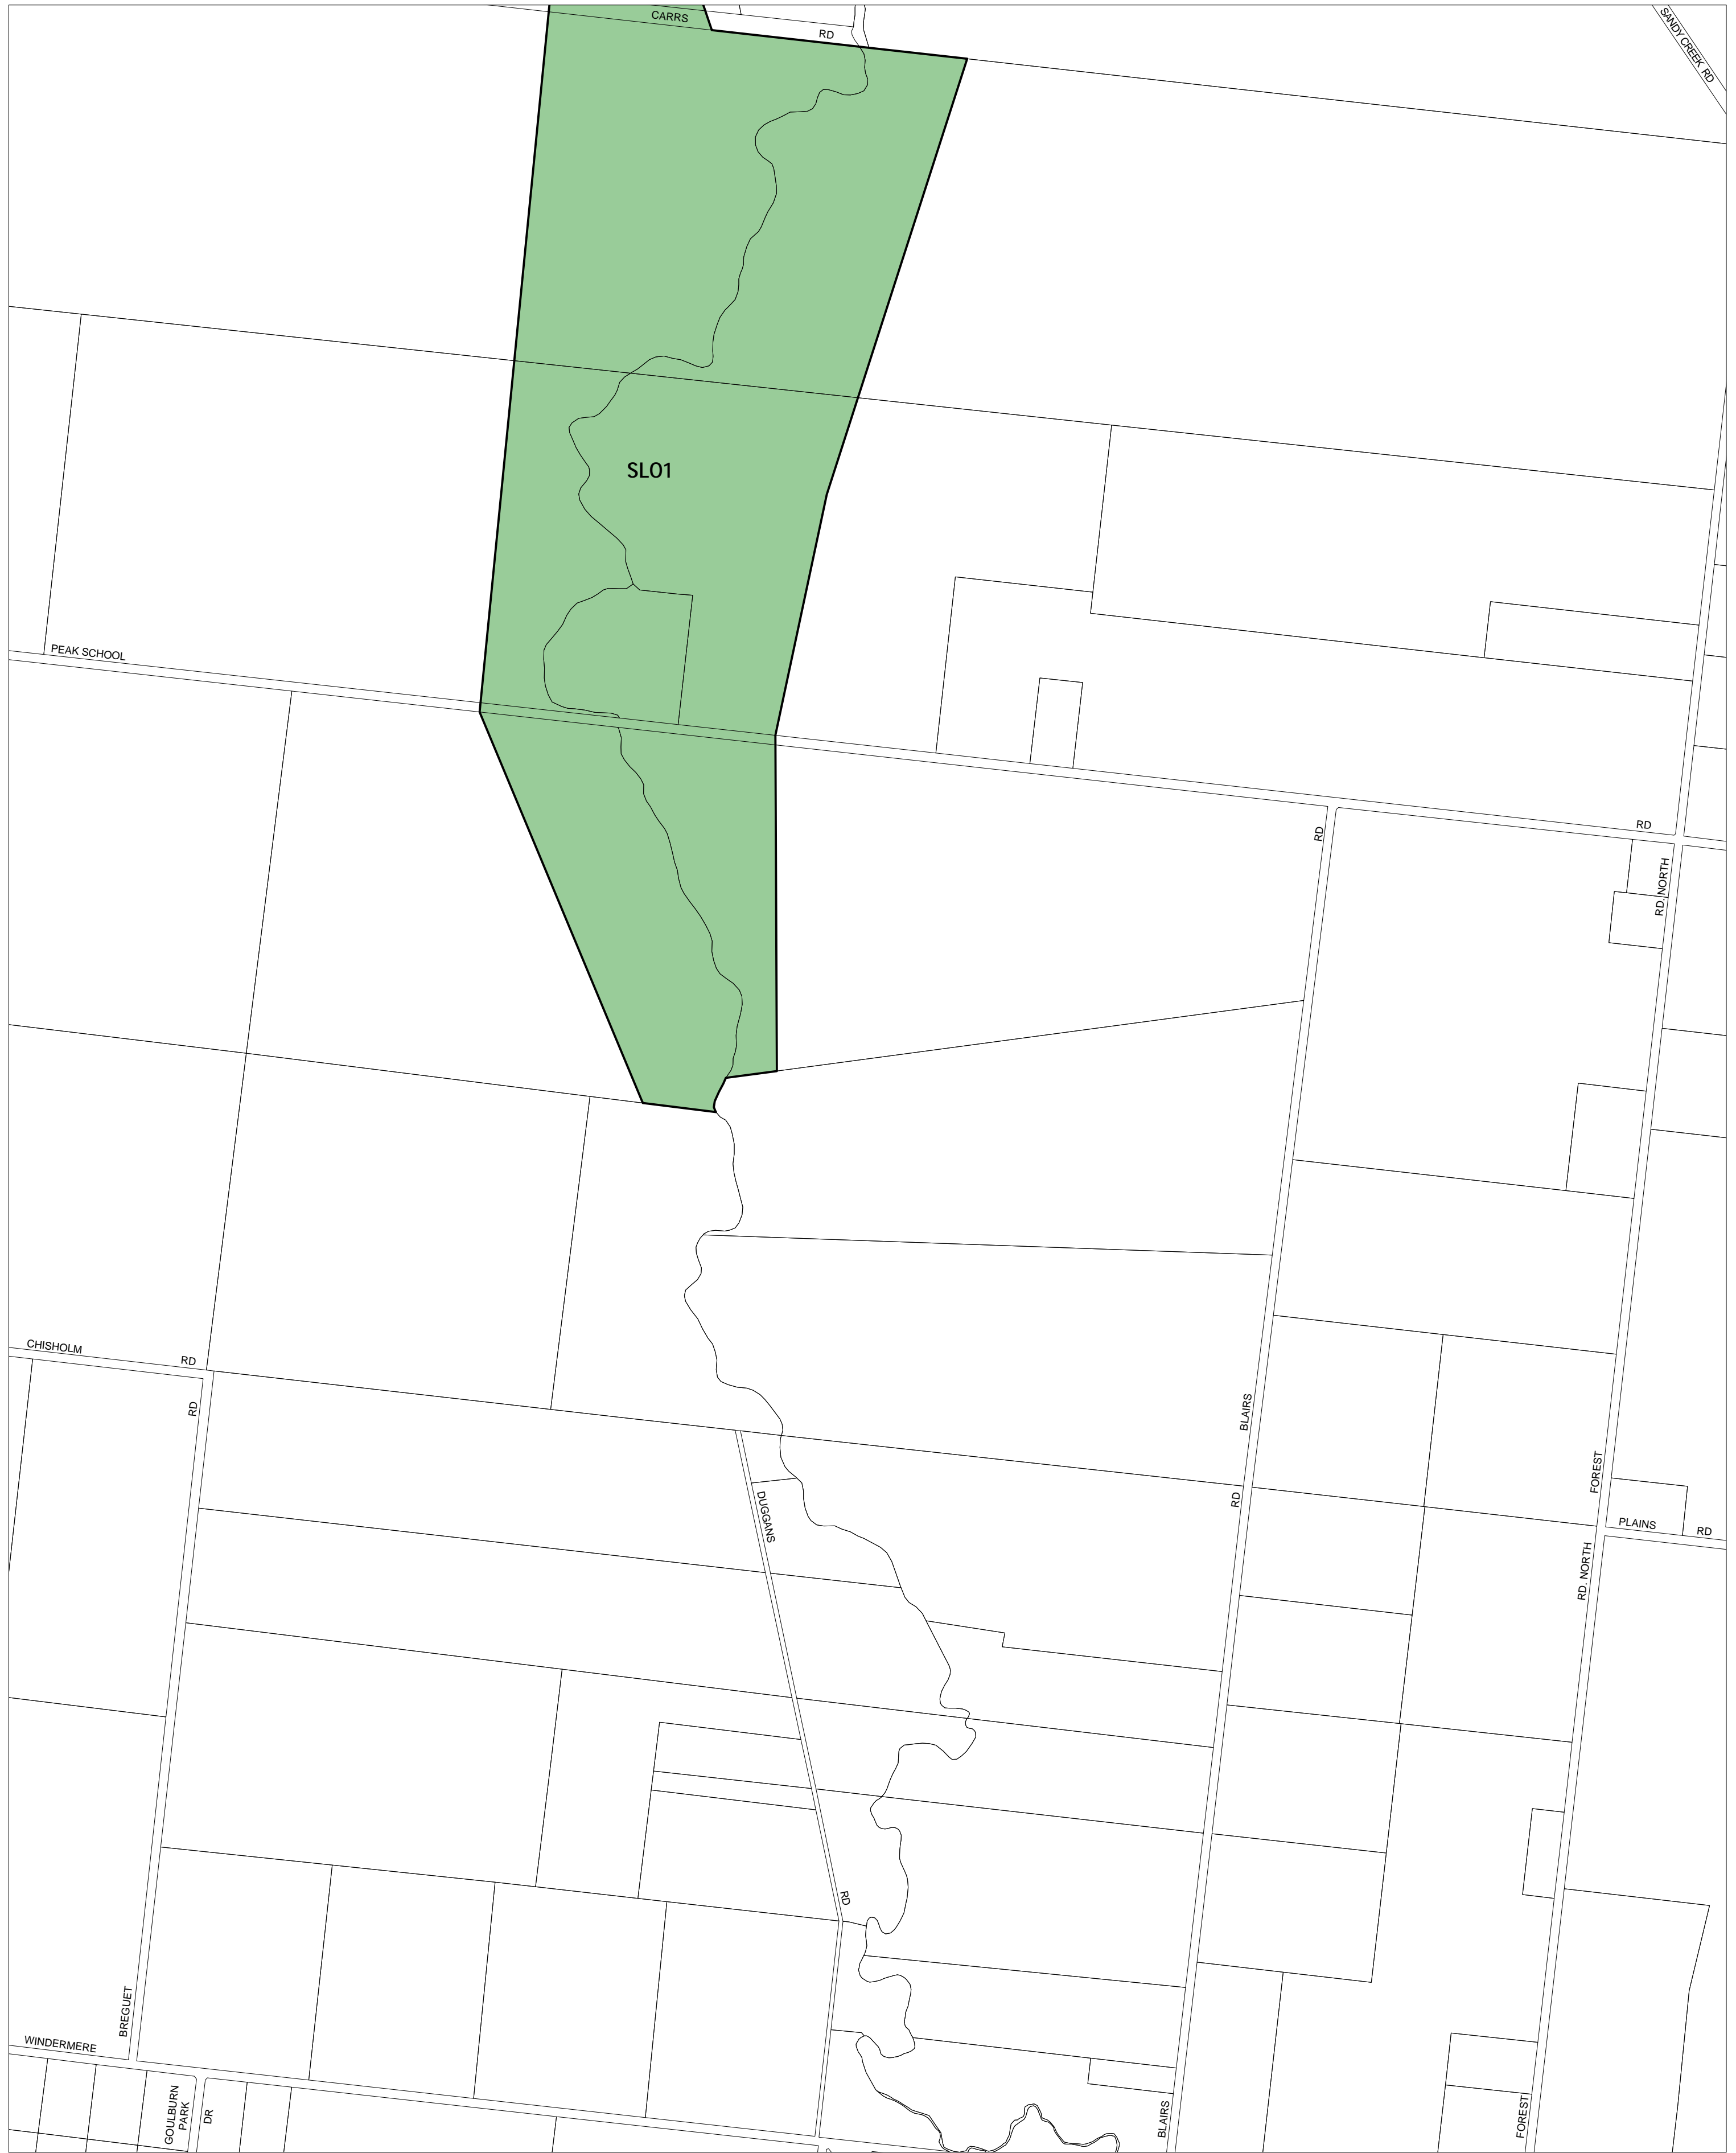 CARRS
RD
SANDY CREEK RD
SLO1
PEAK SCHOOL
RD
RD
RD. NORTH
CHISHOLM
RD
RD
BLAIRS
RD
FOREST
DUGGANS
PLAINS
RD
RD. NORTH
RD
BREGUET
WINDERMERE
GOULBURN
PARK
DR
BLAIRS
FOREST